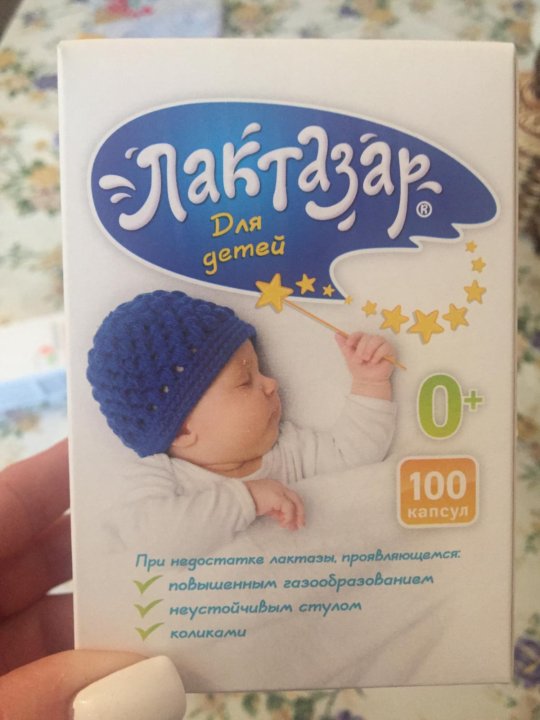 Лактазар®
Для
детей
0+
100
капсул
При недостатке лактазы, проявляющемся:
повышенным газообразованием
неустойчивым стулом
коликами